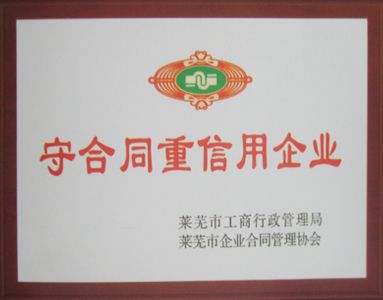 守合同重信用企业
莱芜市工商行政管理局
莱芜市企业合同管理协会